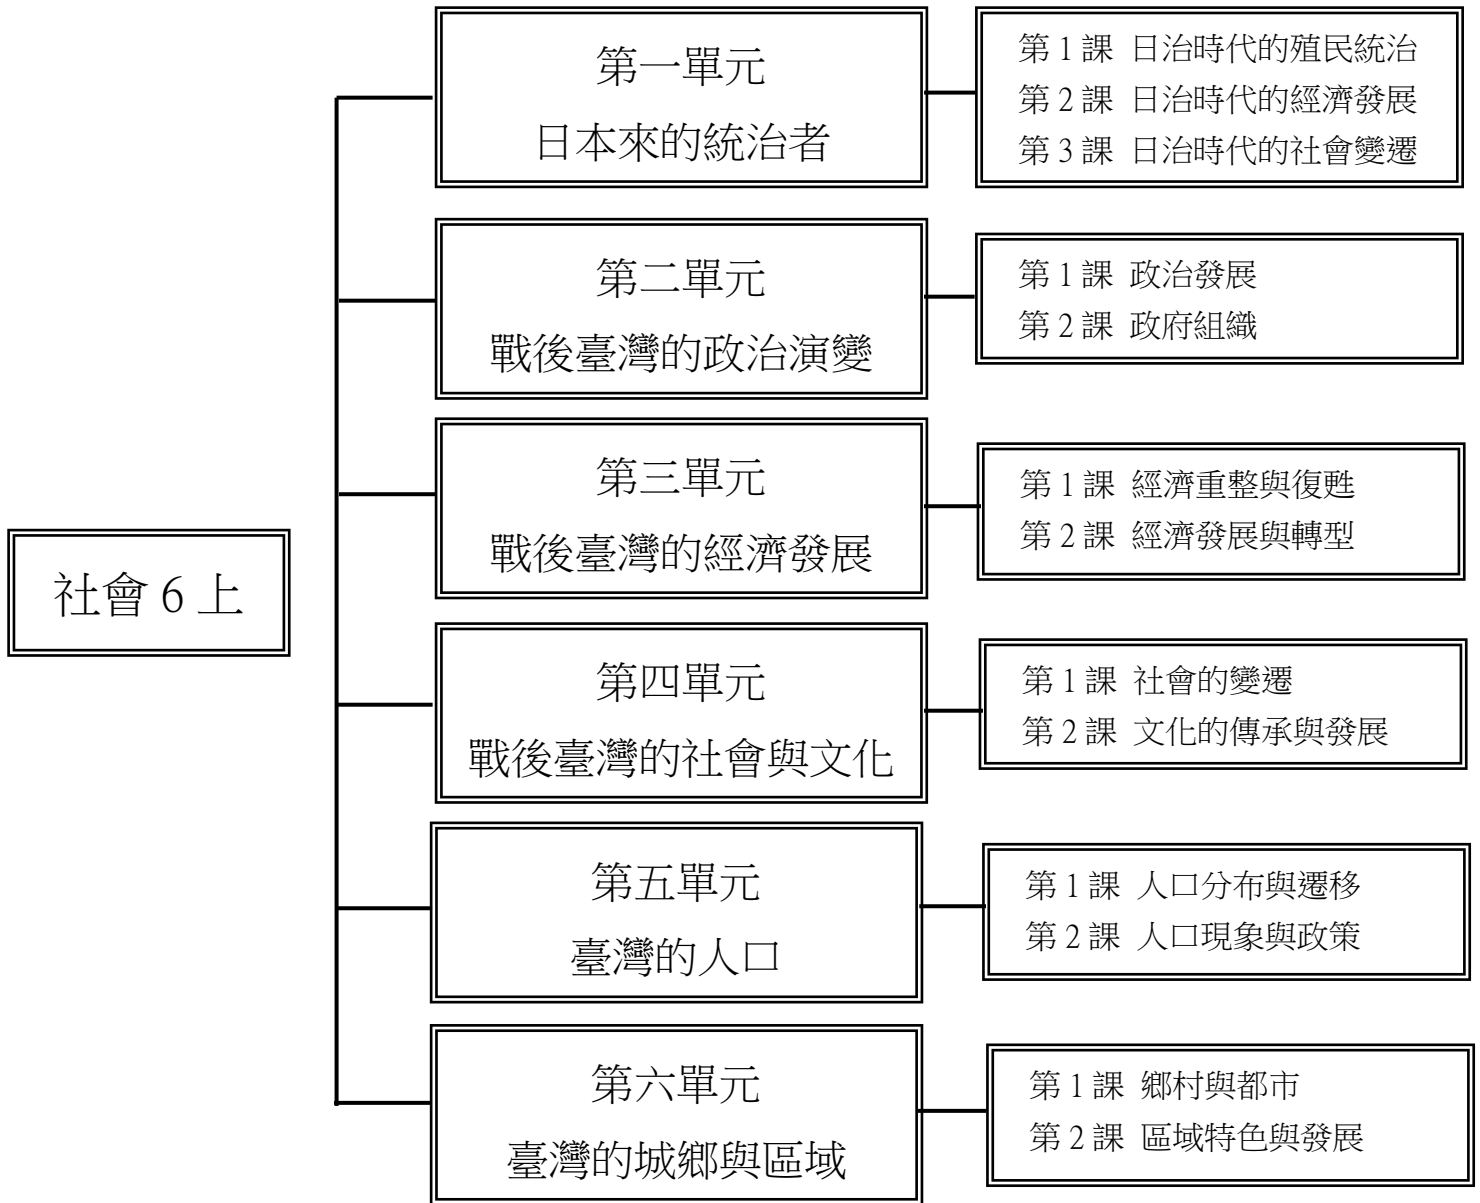 社會 6 上
第一單元
日本來的統治者
第 1 課 日治時代的殖民統治
第 2 課 日治時代的經濟發展
第 3 課 日治時代的社會變遷
第二單元
戰後臺灣的政治演變
第 1 課 政治發展
第 2 課 政府組織
第三單元
戰後臺灣的經濟發展
第 1 課 經濟重整與復甦
第 2 課 經濟發展與轉型
第四單元
戰後臺灣的社會與文化
第 1 課 社會的變遷
第 2 課 文化的傳承與發展
第五單元
臺灣的人口
第 1 課 人口分布與遷移
第 2 課 人口現象與政策
第六單元
臺灣的城鄉與區域
第 1 課 鄉村與都市
第 2 課 區域特色與發展